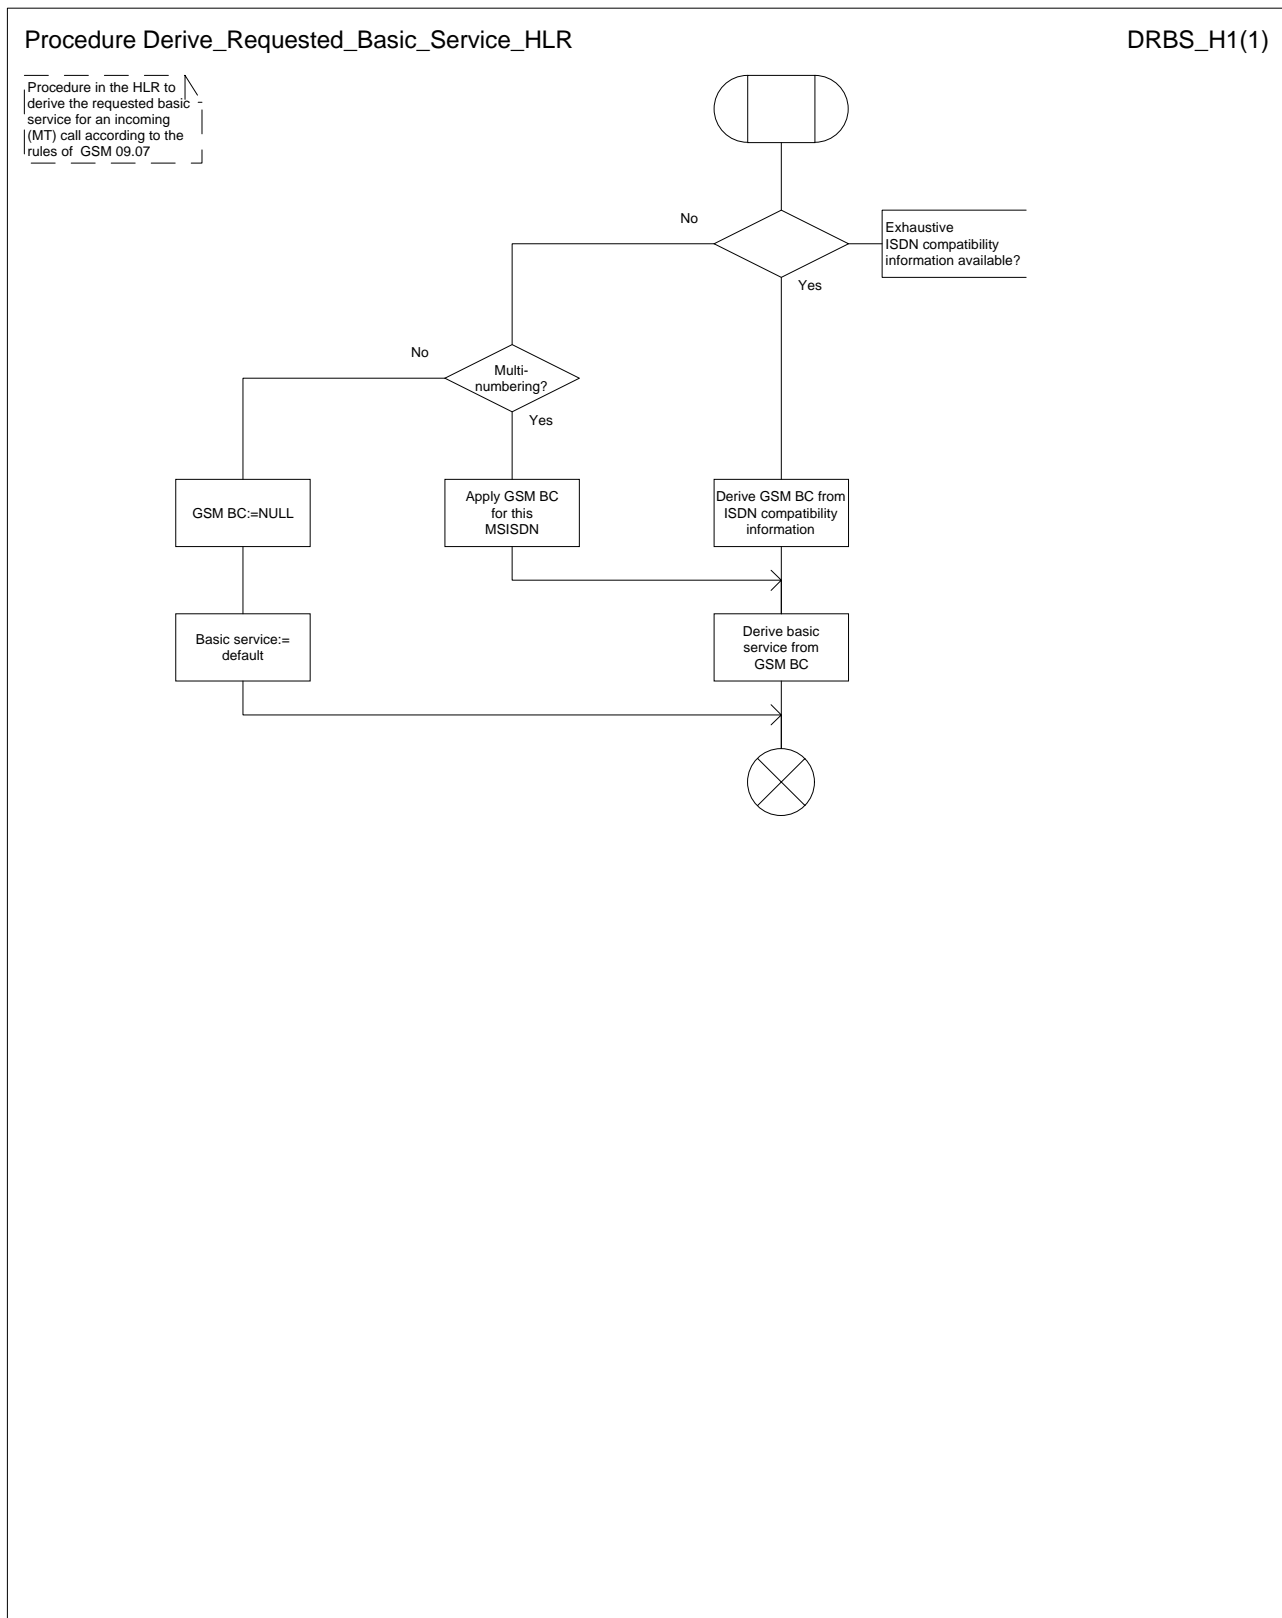 Procedure Derive_Requested_Basic_Service_HLR
DRBS_H1(1)
Procedure in the HLR to
derive the requested basic
service for an incoming
(MT) call according to the
rules of GSM 09.07
No
Exhaustive
ISDN compatibility
information available?
Yes
No
Multi-
numbering?
Yes
GSM BC:=NULL
Apply GSM BC
for this
MSISDN
Derive GSM BC from
ISDN compatibility
information
Basic service:=
default
Derive basic
service from
GSM BC